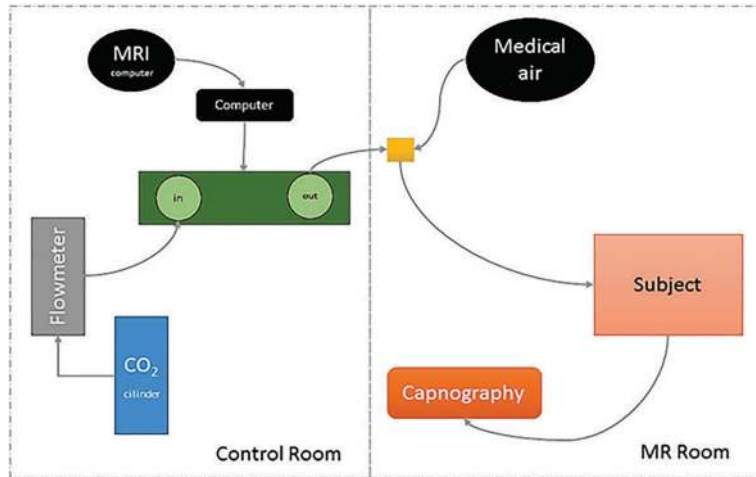 MRI
computer
Computer
in
out
Flowmeter
CO2
cilinder
Control Room
Medical
air
Subject
Capnography
MR Room